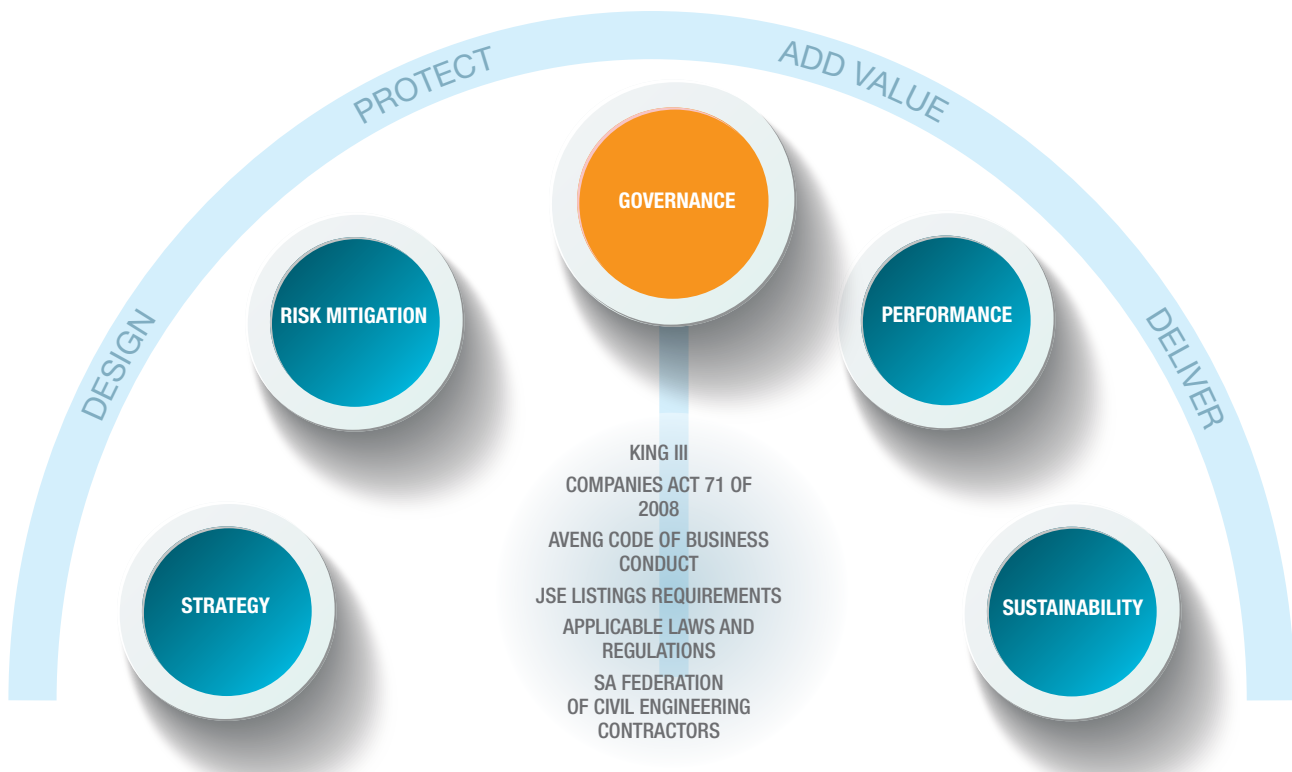 PROTECT
ADD VALUE
GOVERNANCE
RISK MITIGATION
PERFORMANCE
DESIGN
DELIVER
KING III
COMPANIES ACT 71 OF
2008
AVENG CODE OF BUSINESS
CONDUCT
JSE LISTINGS REQUIREMENTS
APPLICABLE LAWS AND
REGULATIONS
SA FEDERATION
OF CIVIL ENGINEERING
CONTRACTORS
STRATEGY
SUSTAINABILITY